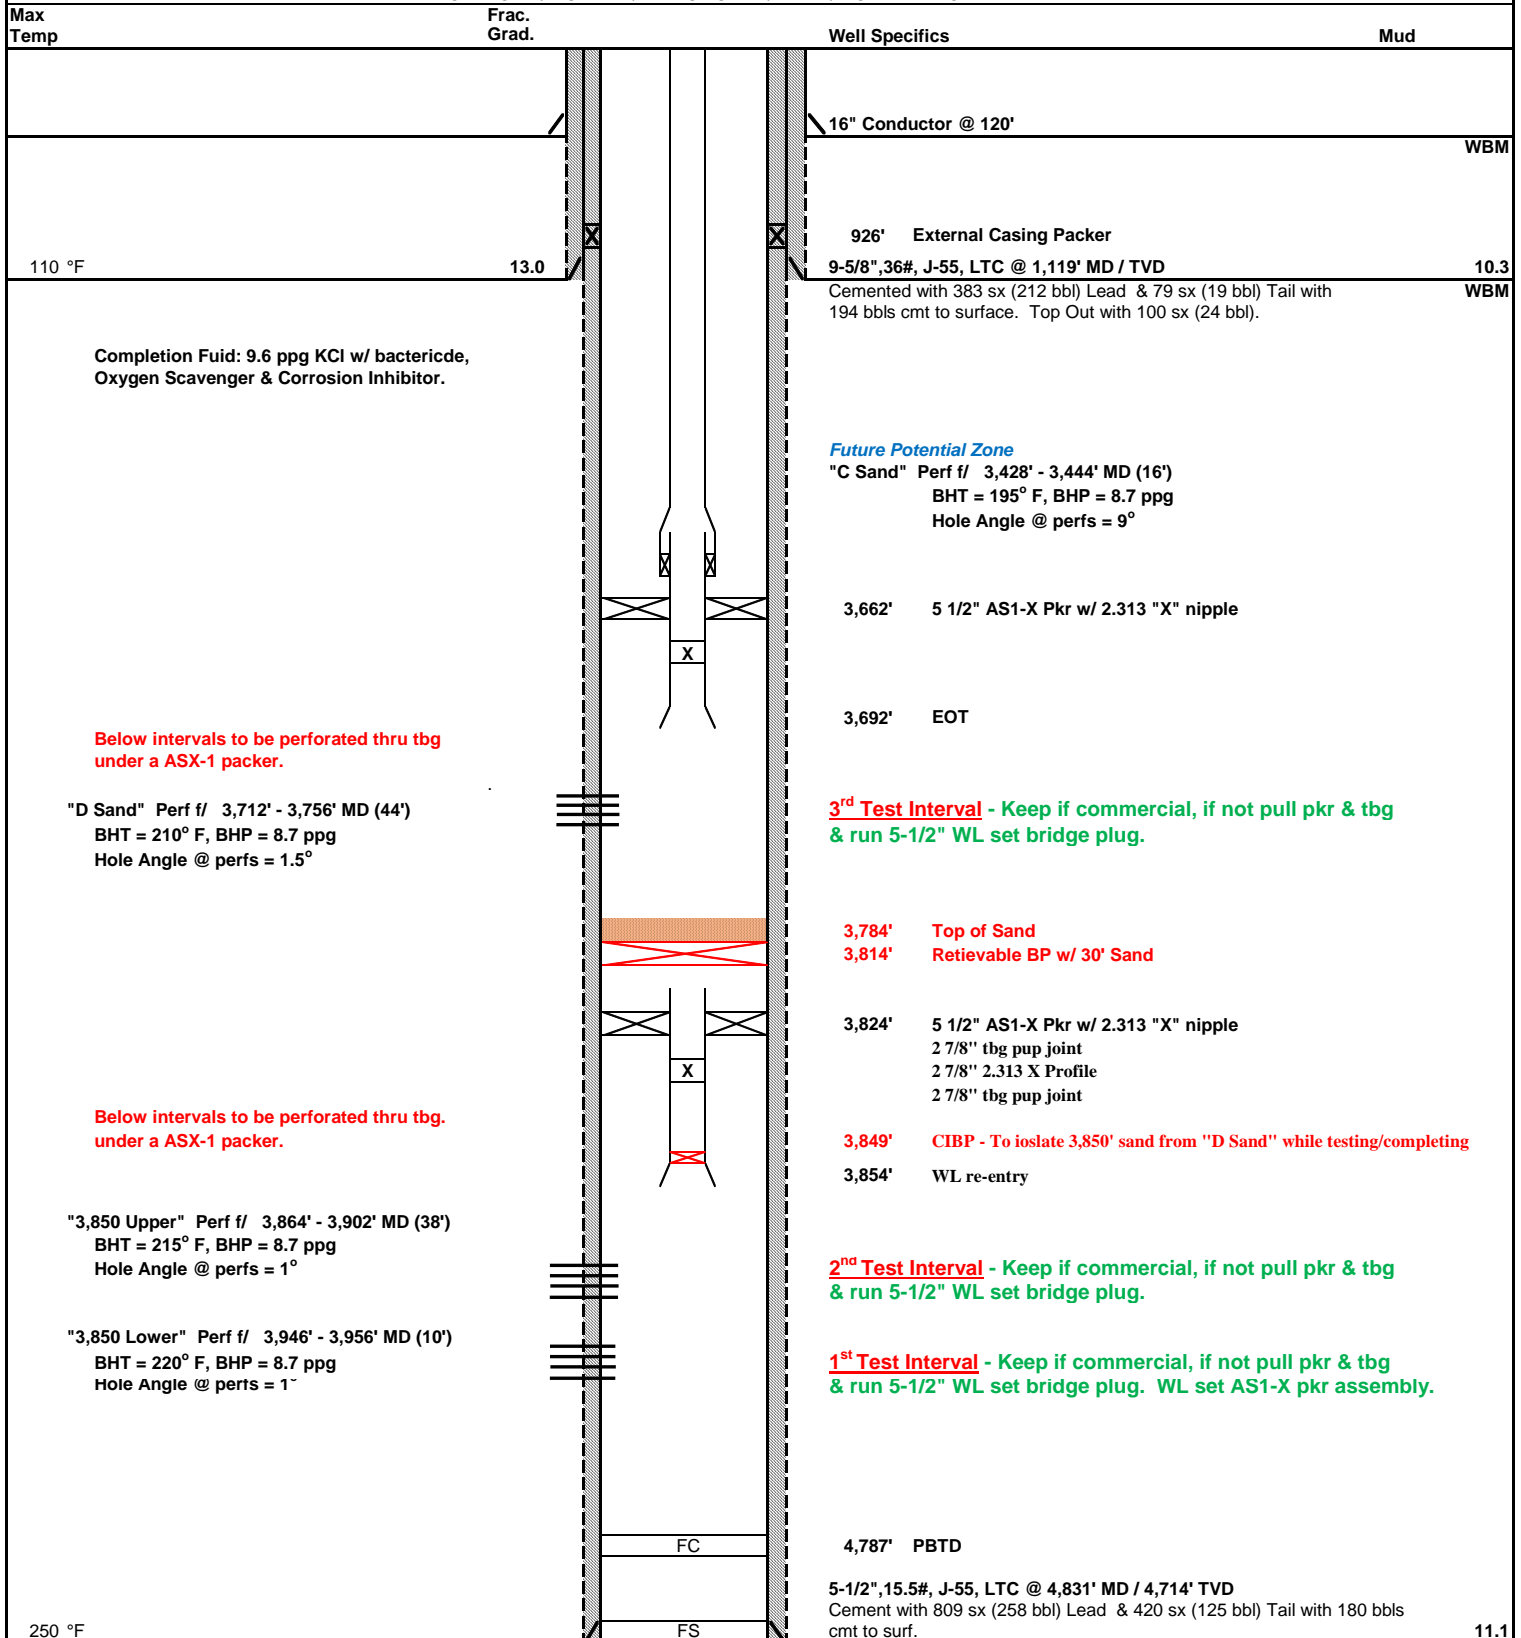 Max
Temp
Frac.
Grad.
Well Specifics
Mud
16" Conductor @ 120'
WBM
926' External Casing Packer
110 °F
13.0
9-5/8",36#, J-55, LTC @ 1,119' MD / TVD
10.3
Cemented with 383 sx (212 bbl) Lead & 79 sx (19 bbl) Tail with
WBM
194 bbls cmt to surface. Top Out with 100 sx (24 bbl).
Completion Fuid: 9.6 ppg KCl w/ bactericde,
Oxygen Scavenger & Corrosion Inhibitor.
Future Potential Zone
"C Sand" Perf f/ 3,428' - 3,444' MD (16')
BHT = 195° F, BHP = 8.7 ppg
Hole Angle @ perfs = 9°
X
X
X
X
3,662' 5 1/2" AS1-X Pkr w/ 2.313 "X" nipple
X
3,692' EOT
Below intervals to be perforated thru tbg
under a ASX-1 packer.
.
"D Sand" Perf f/ 3,712' - 3,756' MD (44')
BHT = 210° F, BHP = 8.7 ppg
Hole Angle @ perfs = 1.5°
3rd Test Interval - Keep if commercial, if not pull pkr & tbg
& run 5-1/2" WL set bridge plug.
3,784' Top of Sand
3,814' Retievable BP w/ 30' Sand
3,824' 5 1/2" AS1-X Pkr w/ 2.313 "X" nipple
2 7/8" tbg pup joint
2 7/8" 2.313 X Profile
2 7/8" tbg pup joint
X
Below intervals to be perforated thru tbg.
under a ASX-1 packer.
3,849' CIBP - To ioslate 3,850' sand from "D Sand" while testing/completing
3,854' WL re-entry
"3,850 Upper" Perf f/ 3,864' - 3,902' MD (38')
BHT = 215° F, BHP = 8.7 ppg
Hole Angle @ perfs = 1°
2nd Test Interval - Keep if commercial, if not pull pkr & tbg
& run 5-1/2" WL set bridge plug.
"3,850 Lower" Perf f/ 3,946' - 3,956' MD (10')
BHT = 220° F, BHP = 8.7 ppg
Hole Angle @ perfs = 1°
1st Test Interval - Keep if commercial, if not pull pkr & tbg
& run 5-1/2" WL set bridge plug. WL set AS1-X pkr assembly.
FC
4,787' PBTD
5-1/2",15.5#, J-55, LTC @ 4,831' MD / 4,714' TVD
Cement with 809 sx (258 bbl) Lead & 420 sx (125 bbl) Tail with 180 bbls
250 °F
FS
cmt to surf.
11.1